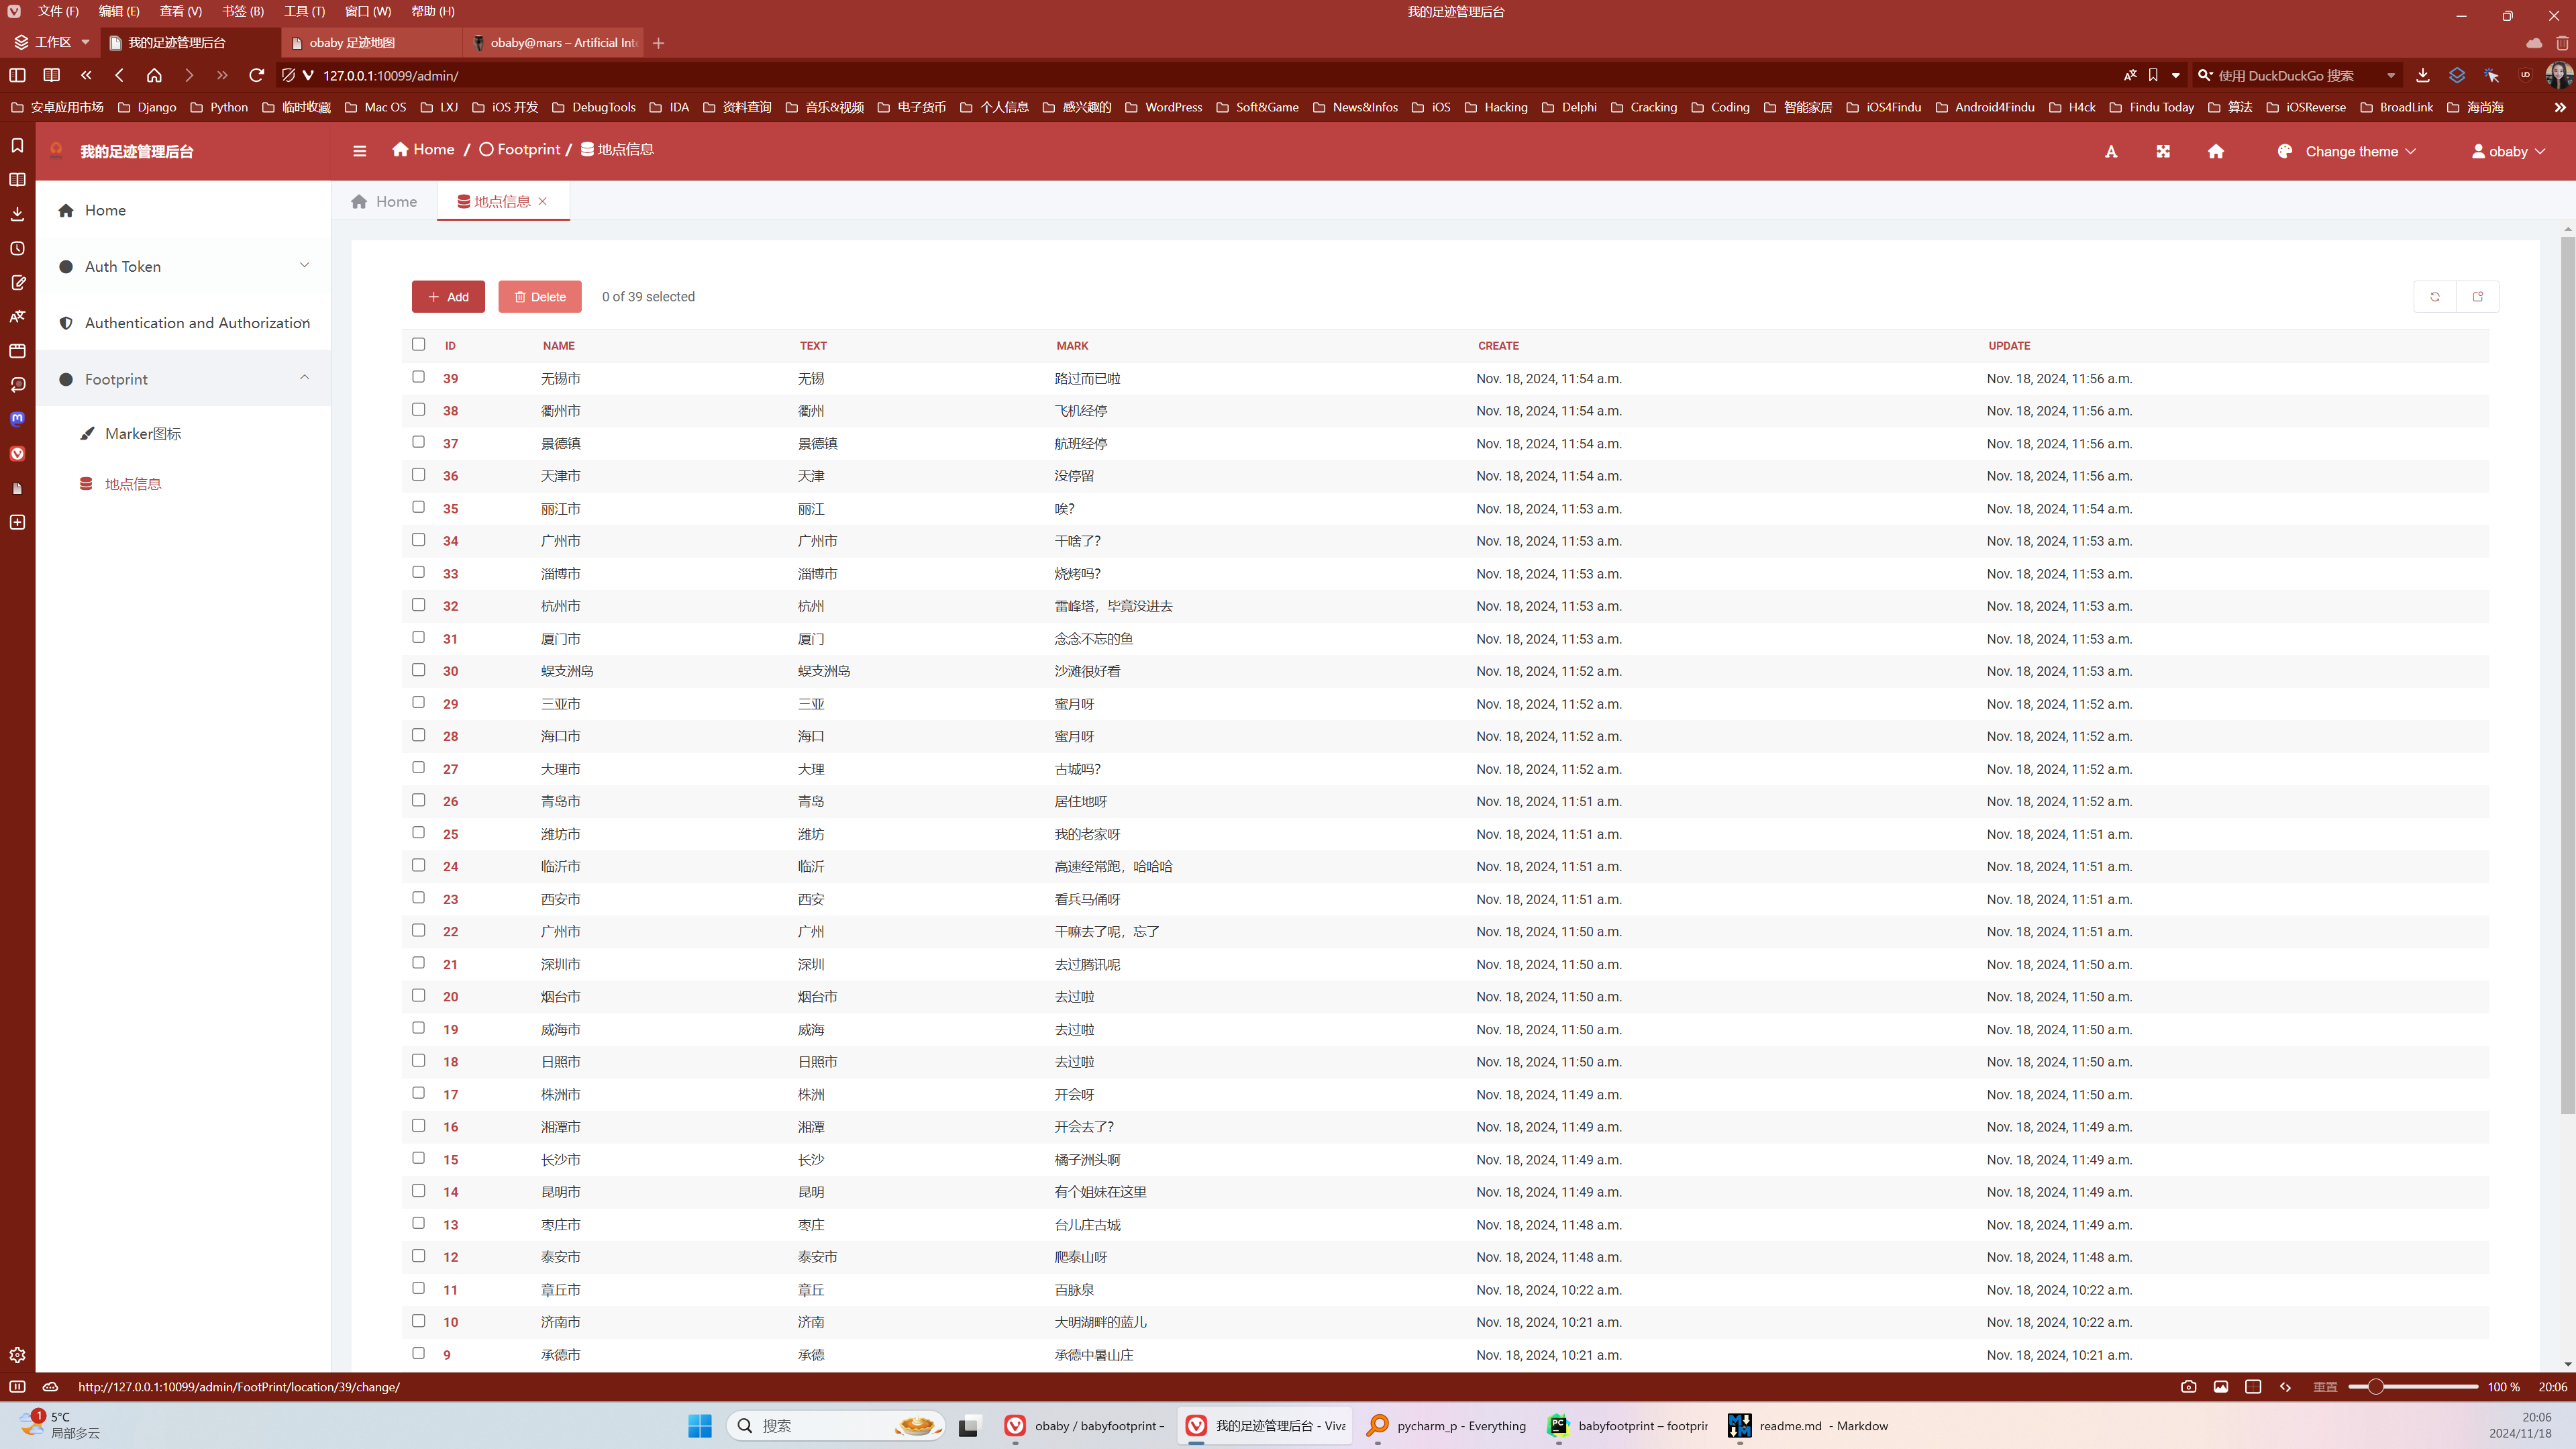 文件 (F) 编辑 (E) 查看 (V) 书签 (B) 工具 (T) 窗口 (W) 帮助 (H) 我的足迹管理后台
工作区 我的足迹管理后台 obaby 足迹地图 obaby@mars – Artificial Int
127.0.0.1:10099/admin/ 使用 DuckDuckGo 搜索
安卓应用市场 Django Python 临时收藏 Mac OS LXJ iOS 开发 DebugTools IDA 资料查询 音乐&视频 电子货币 个人信息 感兴趣的 WordPress Soft&Game News&Infos iOS Hacking Delphi Cracking Coding 智能家居 iOS4Findu Android4Findu H4ck Findu Today 算法 iOSReverse BroadLink 海尚海
我的足迹管理后台 Home / Footprint / 地点信息 Change theme obaby
Home
Auth Token
Authentication and Authorization
Footprint
Marker图标
地点信息
Home 地点信息
Add Delete 0 of 39 selected
ID NAME TEXT MARK CREATE UPDATE
39 无锡市 无锡 路过而已啦 Nov. 18, 2024, 11:54 a.m. Nov. 18, 2024, 11:56 a.m.
38 衢州市 衢州 飞机经停 Nov. 18, 2024, 11:54 a.m. Nov. 18, 2024, 11:56 a.m.
37 景德镇 景德镇 航班经停 Nov. 18, 2024, 11:54 a.m. Nov. 18, 2024, 11:56 a.m.
36 天津市 天津 没停留 Nov. 18, 2024, 11:54 a.m. Nov. 18, 2024, 11:56 a.m.
35 丽江市 丽江 唉? Nov. 18, 2024, 11:53 a.m. Nov. 18, 2024, 11:54 a.m.
34 广州市 广州市 干啥了? Nov. 18, 2024, 11:53 a.m. Nov. 18, 2024, 11:53 a.m.
33 淄博市 淄博市 烧烤吗? Nov. 18, 2024, 11:53 a.m. Nov. 18, 2024, 11:53 a.m.
32 杭州市 杭州 雷峰塔，毕竟没进去 Nov. 18, 2024, 11:53 a.m. Nov. 18, 2024, 11:53 a.m.
31 厦门市 厦门 念念不忘的鱼 Nov. 18, 2024, 11:53 a.m. Nov. 18, 2024, 11:53 a.m.
30 蜈支洲岛 蜈支洲岛 沙滩很好看 Nov. 18, 2024, 11:52 a.m. Nov. 18, 2024, 11:53 a.m.
29 三亚市 三亚 蜜月呀 Nov. 18, 2024, 11:52 a.m. Nov. 18, 2024, 11:52 a.m.
28 海口市 海口 蜜月呀 Nov. 18, 2024, 11:52 a.m. Nov. 18, 2024, 11:52 a.m.
27 大理市 大理 古城吗? Nov. 18, 2024, 11:52 a.m. Nov. 18, 2024, 11:52 a.m.
26 青岛市 青岛 居住地呀 Nov. 18, 2024, 11:51 a.m. Nov. 18, 2024, 11:52 a.m.
25 潍坊市 潍坊 我的老家呀 Nov. 18, 2024, 11:51 a.m. Nov. 18, 2024, 11:51 a.m.
24 临沂市 临沂 高速经常跑，哈哈哈 Nov. 18, 2024, 11:51 a.m. Nov. 18, 2024, 11:51 a.m.
23 西安市 西安 看兵马俑呀 Nov. 18, 2024, 11:51 a.m. Nov. 18, 2024, 11:51 a.m.
22 广州市 广州 干嘛去了呢，忘了 Nov. 18, 2024, 11:50 a.m. Nov. 18, 2024, 11:51 a.m.
21 深圳市 深圳 去过腾讯呢 Nov. 18, 2024, 11:50 a.m. Nov. 18, 2024, 11:50 a.m.
20 烟台市 烟台市 去过啦 Nov. 18, 2024, 11:50 a.m. Nov. 18, 2024, 11:50 a.m.
19 威海市 威海 去过啦 Nov. 18, 2024, 11:50 a.m. Nov. 18, 2024, 11:50 a.m.
18 日照市 日照市 去过啦 Nov. 18, 2024, 11:50 a.m. Nov. 18, 2024, 11:50 a.m.
17 株洲市 株洲 开会呀 Nov. 18, 2024, 11:49 a.m. Nov. 18, 2024, 11:50 a.m.
16 湘潭市 湘潭 开会去了? Nov. 18, 2024, 11:49 a.m. Nov. 18, 2024, 11:49 a.m.
15 长沙市 长沙 橘子洲头啊 Nov. 18, 2024, 11:49 a.m. Nov. 18, 2024, 11:49 a.m.
14 昆明市 昆明 有个姐妹在这里 Nov. 18, 2024, 11:49 a.m. Nov. 18, 2024, 11:49 a.m.
13 枣庄市 枣庄 台儿庄古城 Nov. 18, 2024, 11:48 a.m. Nov. 18, 2024, 11:49 a.m.
12 泰安市 泰安市 爬泰山呀 Nov. 18, 2024, 11:48 a.m. Nov. 18, 2024, 11:48 a.m.
11 章丘市 章丘 百脉泉 Nov. 18, 2024, 10:22 a.m. Nov. 18, 2024, 10:22 a.m.
10 济南市 济南 大明湖畔的蓝儿 Nov. 18, 2024, 10:21 a.m. Nov. 18, 2024, 10:22 a.m.
9 承德市 承德 承德中暑山庄 Nov. 18, 2024, 10:21 a.m. Nov. 18, 2024, 10:21 a.m.
http://127.0.0.1:10099/admin/FootPrint/location/39/change/ 重置 100 % 20:06
1 5°C 局部多云 搜索 obaby / babyfootprint – 我的足迹管理后台 - Viva pycharm_p - Everything babyfootprint – footprir readme.md - Markdown 20:06
2024/11/18